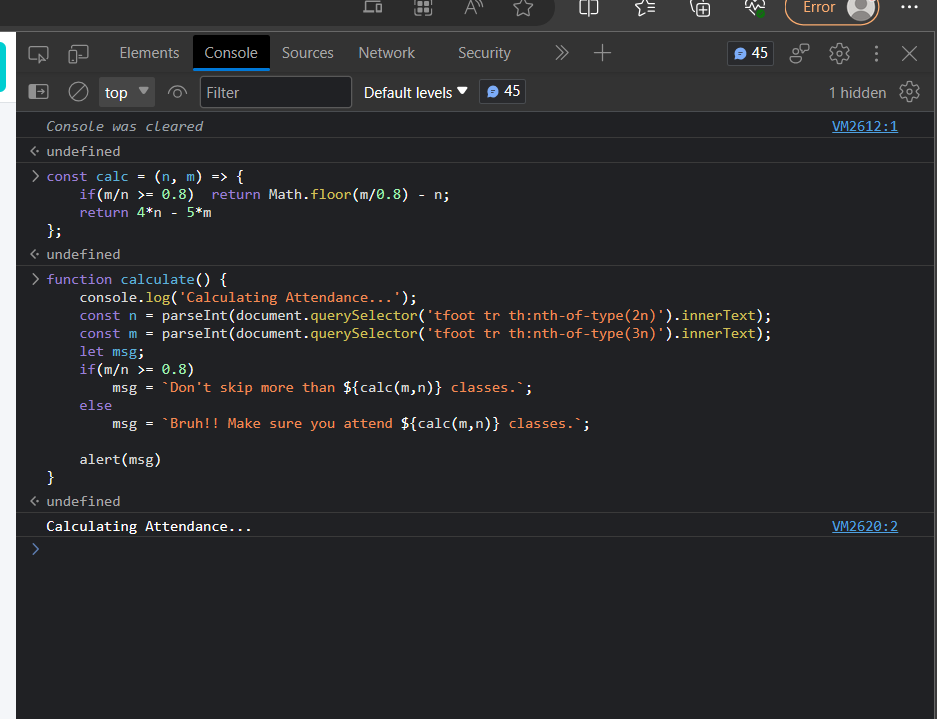 Error
Elements Console Sources Network Security 45
top Filter Default levels 45 1 hidden
Console was cleared VM2612:1
undefined
const calc = (n, m) => {
    if(m/n >= 0.8)  return Math.floor(m/0.8) - n;
    return 4*n - 5*m
};
undefined
function calculate() {
    console.log('Calculating Attendance...');
    const n = parseInt(document.querySelector('tfoot tr th:nth-of-type(2n)').innerText);
    const m = parseInt(document.querySelector('tfoot tr th:nth-of-type(3n)').innerText);
    let msg;
    if(m/n >= 0.8)
        msg = `Don't skip more than ${calc(m,n)} classes.`;
    else
        msg = `Bruh!! Make sure you attend ${calc(m,n)} classes.`;
    alert(msg)
}
undefined
Calculating Attendance... VM2620:2